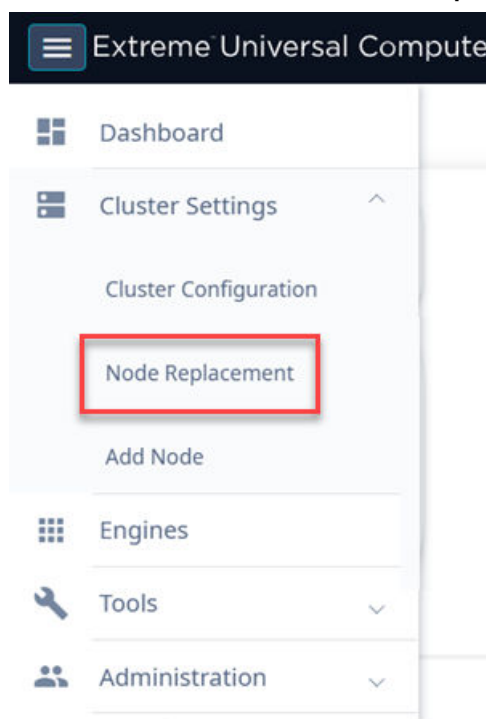 Extreme Universal Compute
Dashboard
Cluster Settings
Cluster Configuration
Node Replacement
Add Node
Engines
Tools
Administration